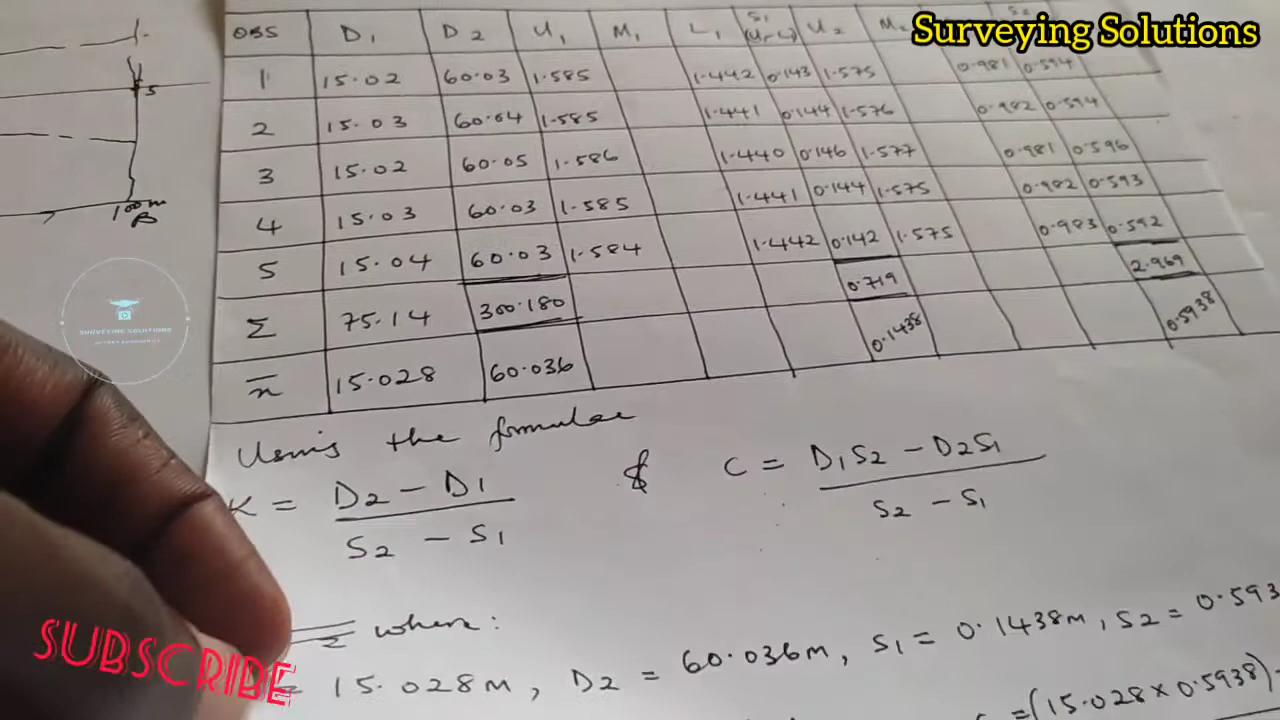 Surveying Solutions
OBS D1 D2 U1 M1 L1 S1 (U-L) U2 M2 S2
1 15.02 60.03 1.585 1.442 0.143 1.575 0.981 0.594
2 15.03 60.04 1.585 1.441 0.144 1.576 0.982 0.594
3 15.02 60.05 1.586 1.440 0.146 1.577 0.981 0.596
4 15.03 60.03 1.585 1.441 0.144 1.575 0.982 0.593
5 15.04 60.03 1.584 1.442 0.142 1.575 0.983 0.592
Σ 75.14 300.180 0.719 2.969
x̄ 15.028 60.036 0.1438 0.5938
S
100m
B
SURVEYING SOLUTIONS
Using the formulae
K = D2 - D1 / S2 - S1 & C = D1S2 - D2S1 / S2 - S1
where:
= 15.028m, D2 = 60.036m, S1 = 0.1438m, S2 = 0.593
=(15.028×0.5938)-
SUBSCRIBE